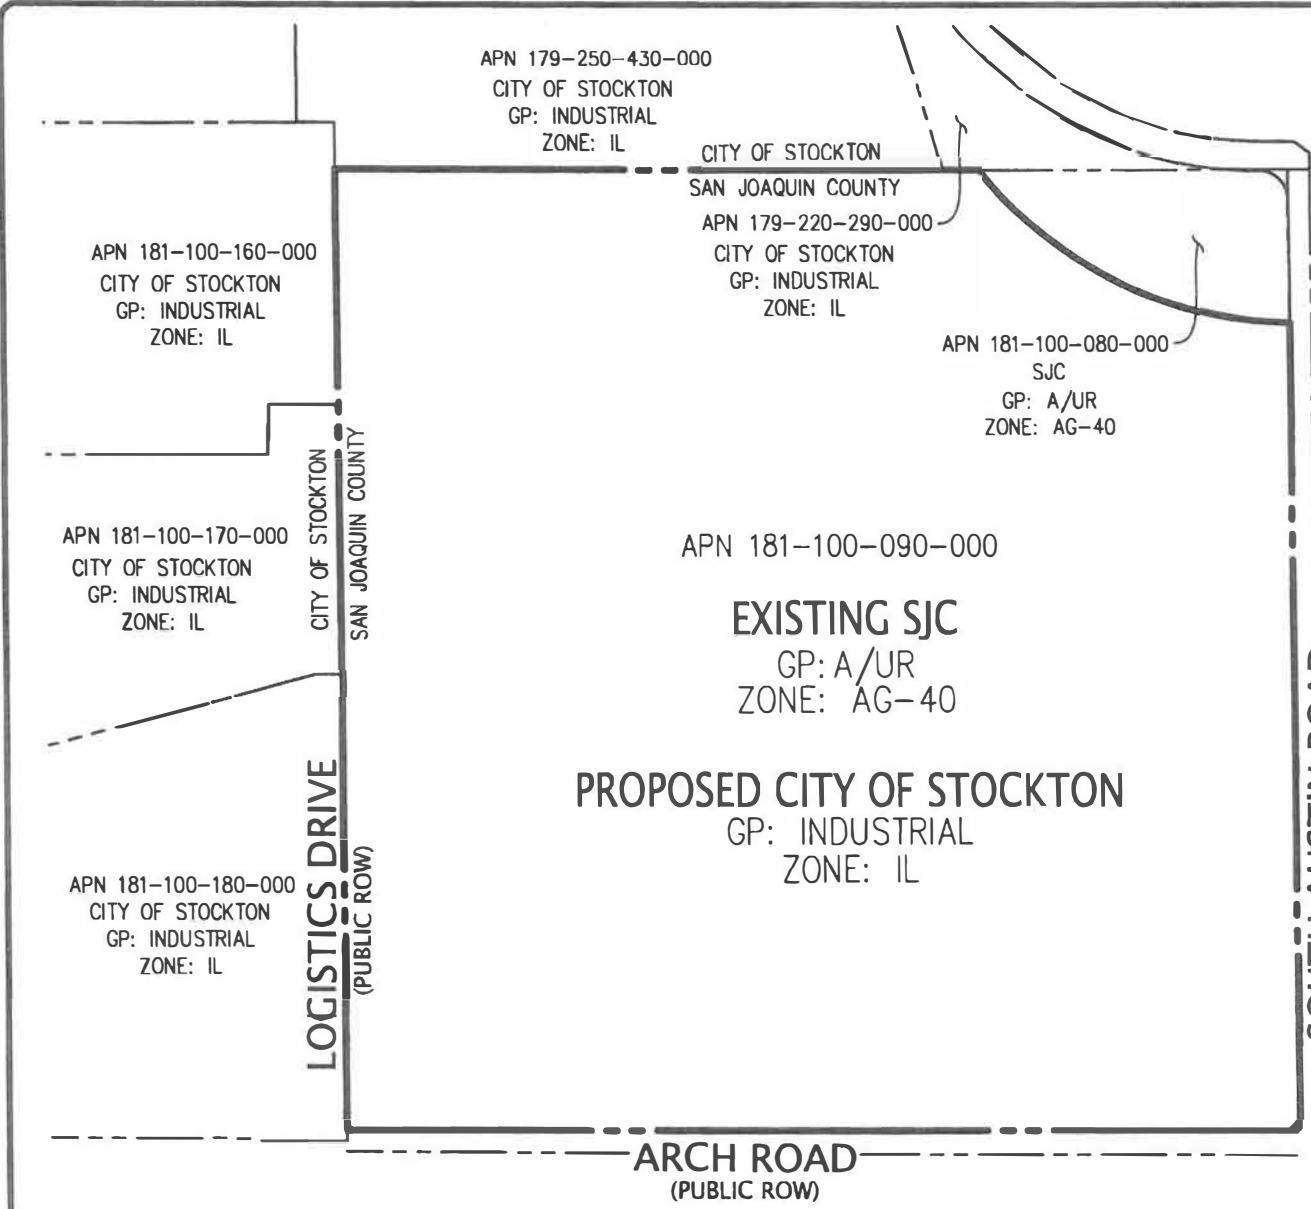 APN 179-250-430-000
CITY OF STOCKTON
GP: INDUSTRIAL
ZONE: IL
CITY OF STOCKTON
SAN JOAQUIN COUNTY
APN 179-220-290-000
CITY OF STOCKTON
GP: INDUSTRIAL
ZONE: IL
APN 181-100-160-000
CITY OF STOCKTON
GP: INDUSTRIAL
ZONE: IL
APN 181-100-080-000
SJC
GP: A/UR
ZONE: AG-40
CITY OF STOCKTON
SAN JOAQUIN COUNTY
APN 181-100-170-000
CITY OF STOCKTON
GP: INDUSTRIAL
ZONE: IL
APN 181-100-090-000
EXISTING SJC
GP: A/UR
ZONE: AG-40
PROPOSED CITY OF STOCKTON
GP: INDUSTRIAL
ZONE: IL
APN 181-100-180-000
CITY OF STOCKTON
GP: INDUSTRIAL
ZONE: IL
LOGISTICS DRIVE
(PUBLIC ROW)
ARCH ROAD
(PUBLIC ROW)